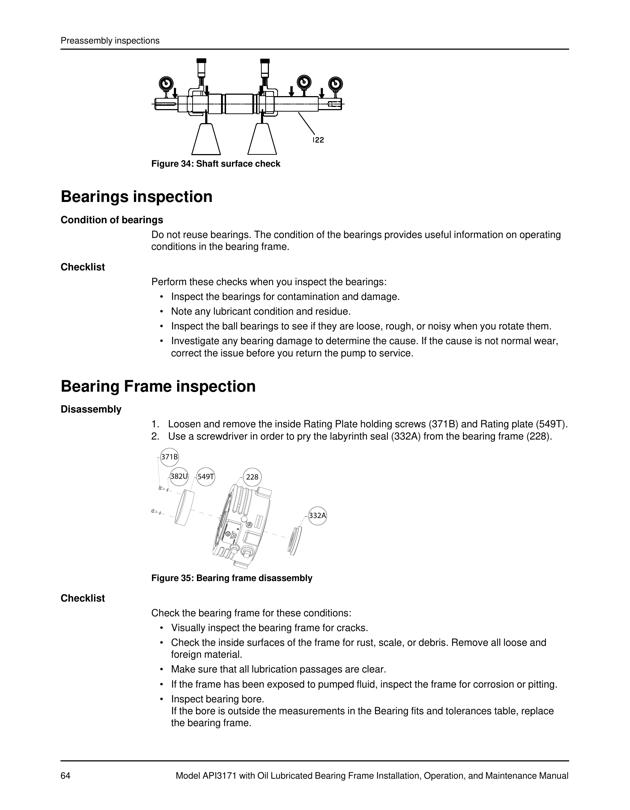 Preassembly inspections
122
Figure 34: Shaft surface check
Bearings inspection
Condition of bearings
Do not reuse bearings. The condition of the bearings provides useful information on operating
conditions in the bearing frame.
Checklist
Perform these checks when you inspect the bearings:
• Inspect the bearings for contamination and damage.
• Note any lubricant condition and residue.
• Inspect the ball bearings to see if they are loose, rough, or noisy when you rotate them.
• Investigate any bearing damage to determine the cause. If the cause is not normal wear,
correct the issue before you return the pump to service.
Bearing Frame inspection
Disassembly
1. Loosen and remove the inside Rating Plate holding screws (371B) and Rating plate (549T).
2. Use a screwdriver in order to pry the labyrinth seal (332A) from the bearing frame (228).
371B
382U 549T 228
332A
Figure 35: Bearing frame disassembly
Checklist
Check the bearing frame for these conditions:
• Visually inspect the bearing frame for cracks.
• Check the inside surfaces of the frame for rust, scale, or debris. Remove all loose and
foreign material.
• Make sure that all lubrication passages are clear.
• If the frame has been exposed to pumped fluid, inspect the frame for corrosion or pitting.
• Inspect bearing bore.
If the bore is outside the measurements in the Bearing fits and tolerances table, replace
the bearing frame.
64 Model API3171 with Oil Lubricated Bearing Frame Installation, Operation, and Maintenance Manual